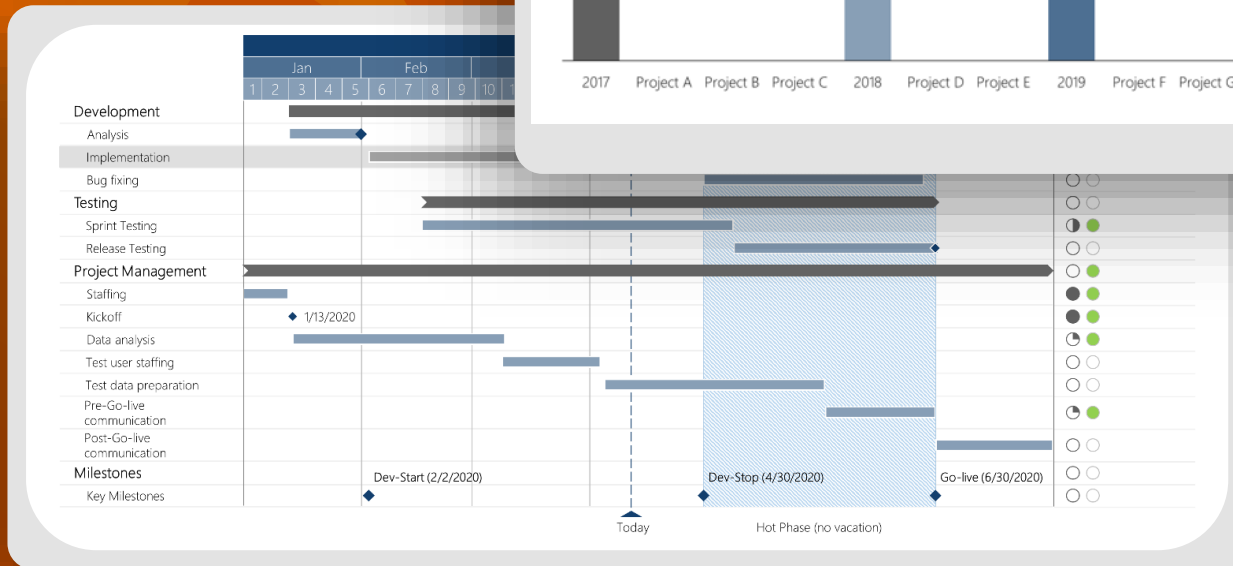 2017 Project A Project B Project C 2018 Project D Project E 2019 Project F Project G
Jan Feb
1 2 3 4 5 6 7 8 9 10
Development
Analysis
Implementation
Bug fixing
Testing
Sprint Testing
Release Testing
Project Management
Staffing
Kickoff 1/13/2020
Data analysis
Test user staffing
Test data preparation
Pre-Go-live
communication
Post-Go-live
communication
Milestones
Dev-Start (2/2/2020) Dev-Stop (4/30/2020) Go-live (6/30/2020)
Key Milestones
Today Hot Phase (no vacation)